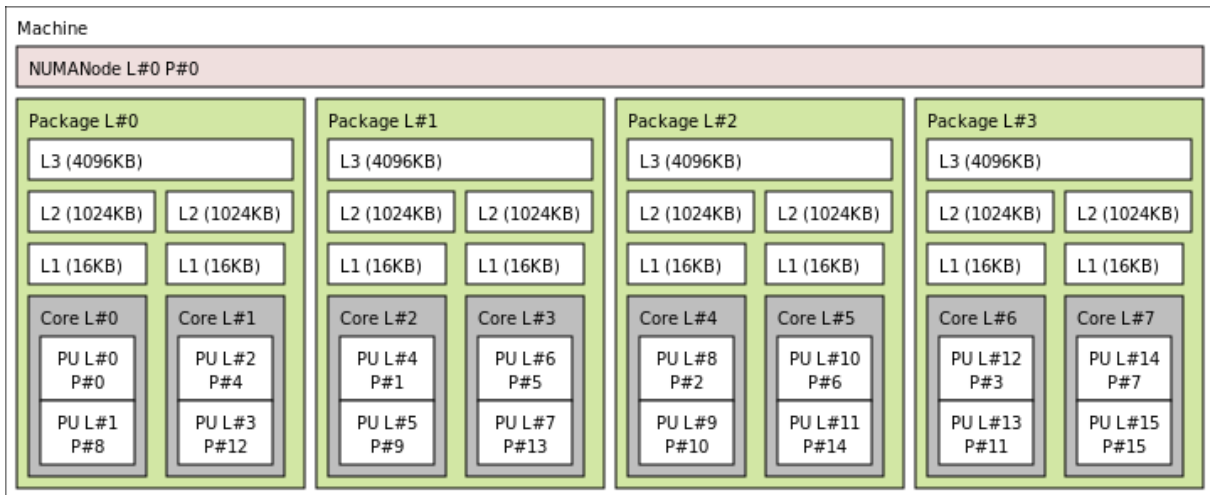 Machine
NUMANode L#0 P#0
Package L#0
L3 (4096KB)
L2 (1024KB)
L2 (1024KB)
L1 (16KB)
L1 (16KB)
Core L#0
PU L#0
P#0
PU L#1
P#8
Core L#1
PU L#2
P#4
PU L#3
P#12
Package L#1
L3 (4096KB)
L2 (1024KB)
L2 (1024KB)
L1 (16KB)
L1 (16KB)
Core L#2
PU L#4
P#1
PU L#5
P#9
Core L#3
PU L#6
P#5
PU L#7
P#13
Package L#2
L3 (4096KB)
L2 (1024KB)
L2 (1024KB)
L1 (16KB)
L1 (16KB)
Core L#4
PU L#8
P#2
PU L#9
P#10
Core L#5
PU L#10
P#6
PU L#11
P#14
Package L#3
L3 (4096KB)
L2 (1024KB)
L2 (1024KB)
L1 (16KB)
L1 (16KB)
Core L#6
PU L#12
P#3
PU L#13
P#11
Core L#7
PU L#14
P#7
PU L#15
P#15